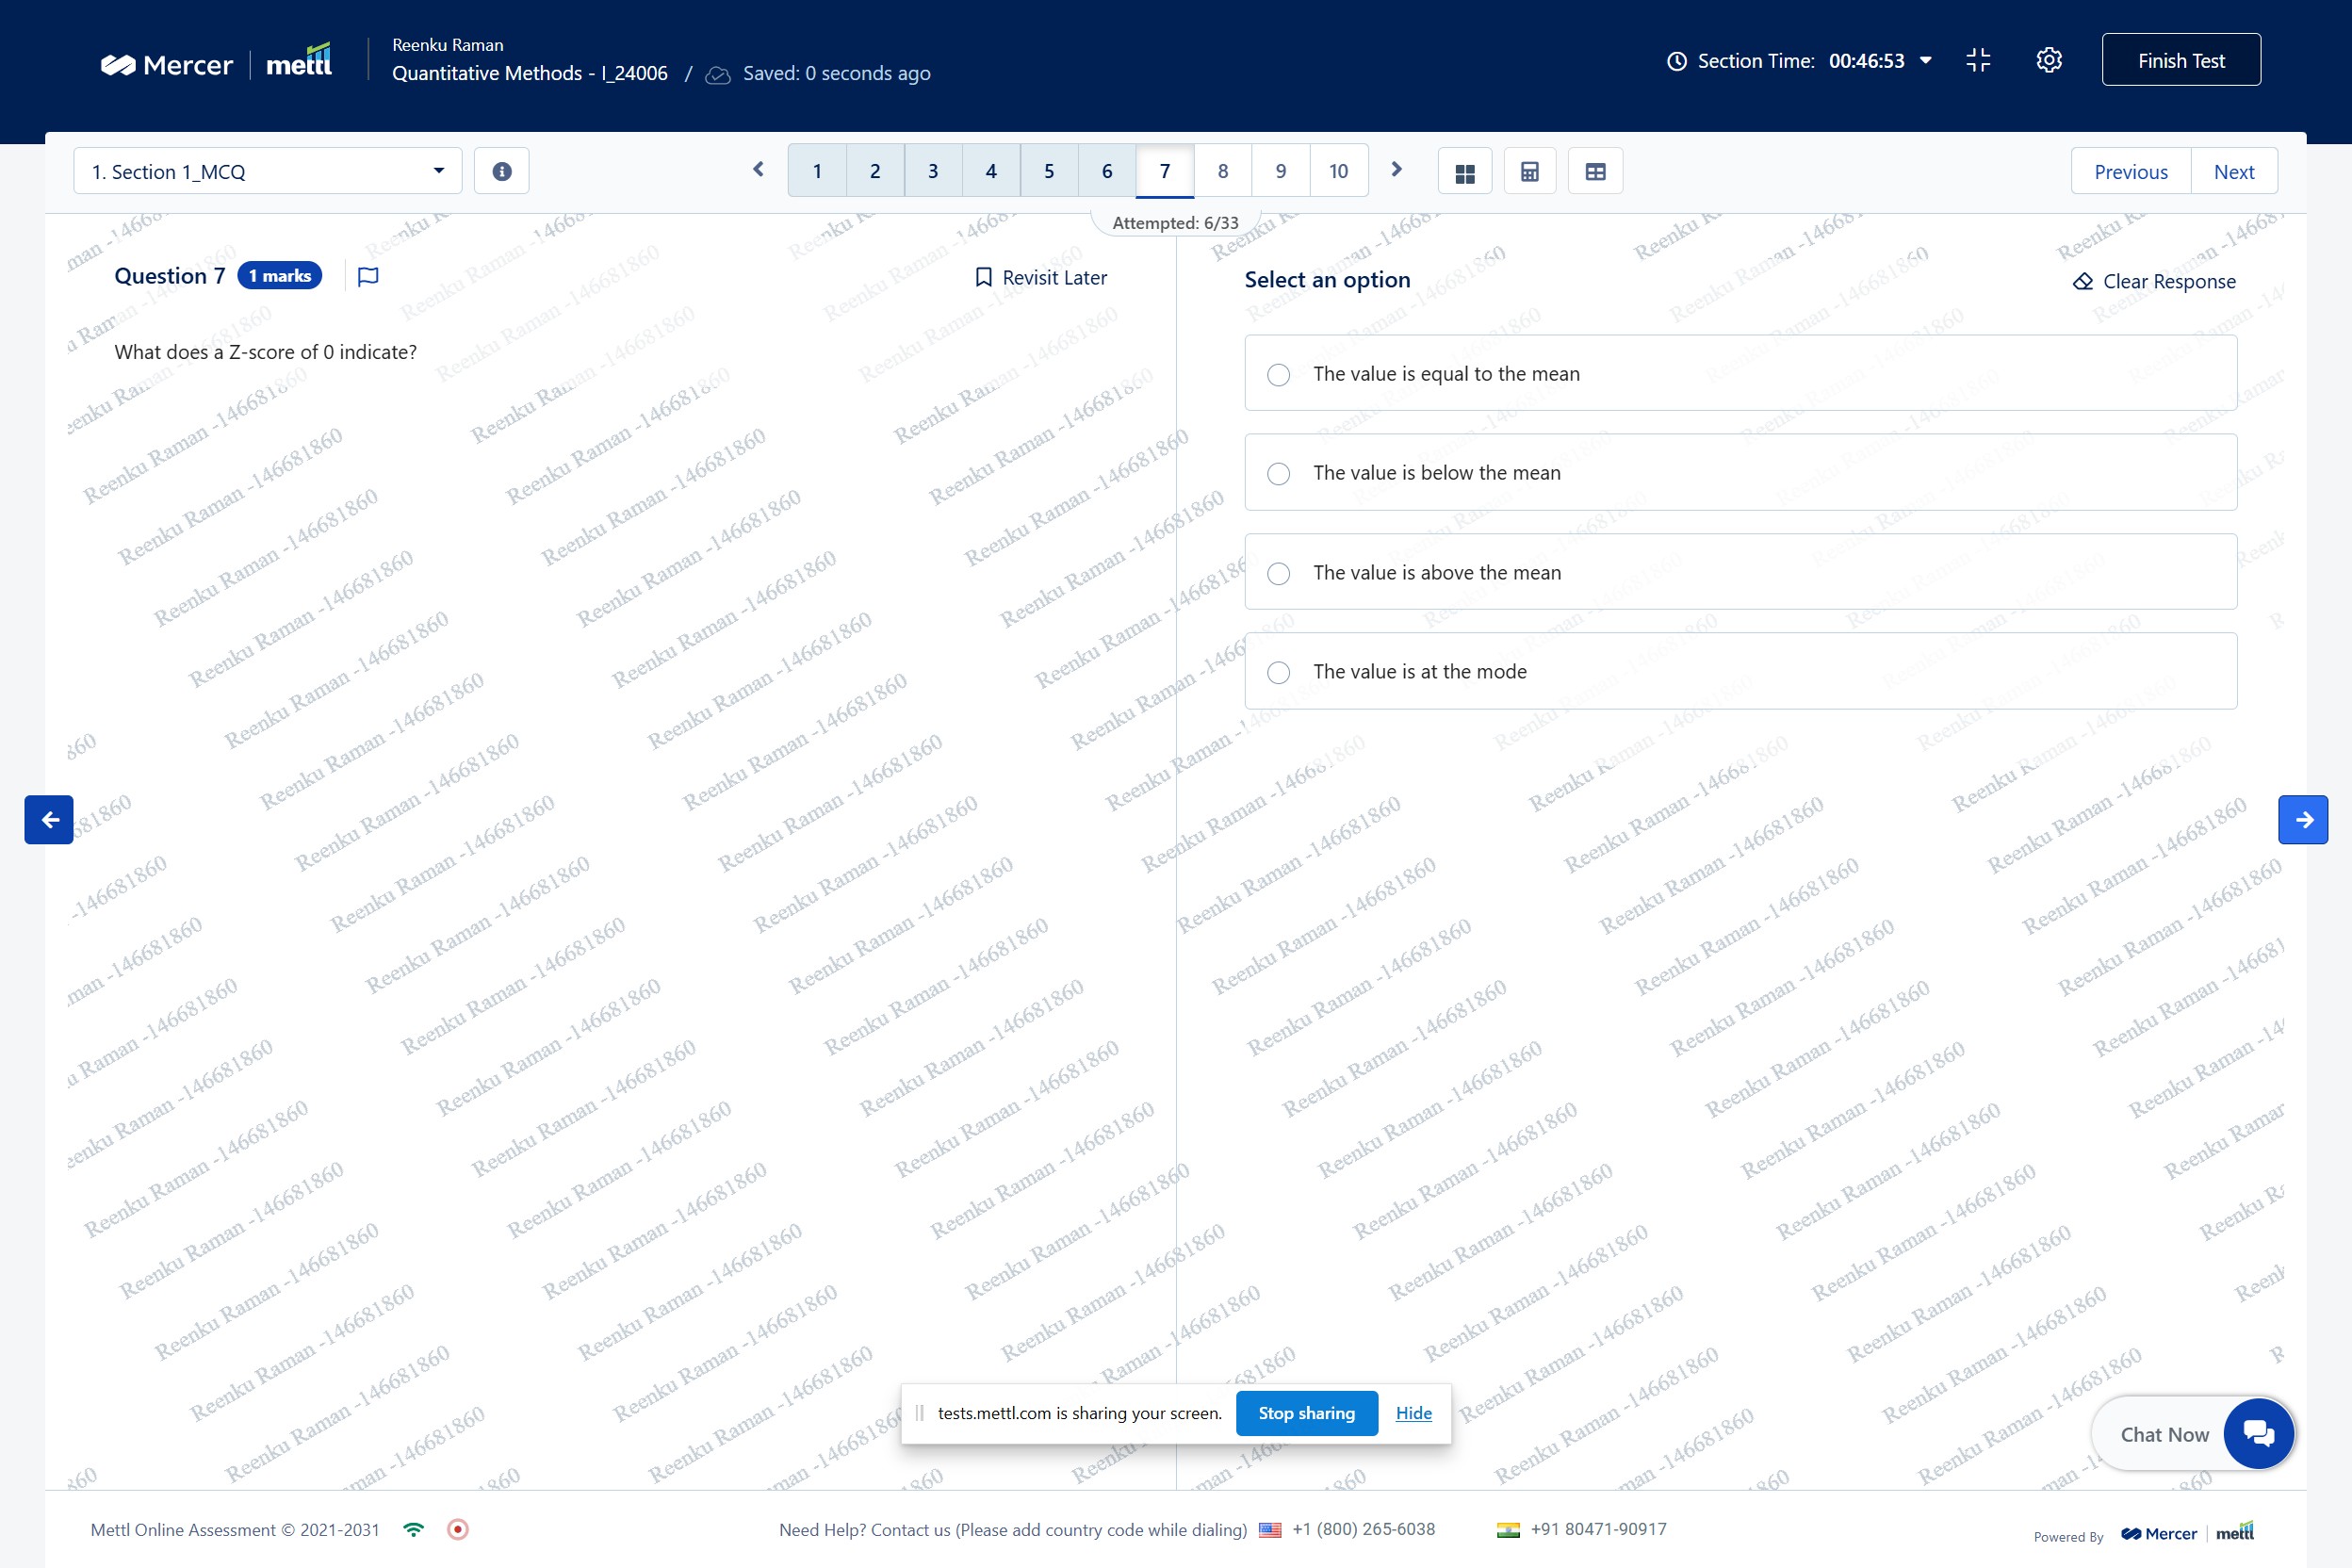 Mercer | mettl
Reenku Raman
Quantitative Methods - I_24006 / Saved: 0 seconds ago
Section Time: 00:46:53
Finish Test
1. Section 1_MCQ
1 2 3 4 5 6 7 8 9 10
Previous Next
Attempted: 6/33
Question 7 1 marks
Revisit Later
What does a Z-score of 0 indicate?
Select an option
Clear Response
The value is equal to the mean
The value is below the mean
The value is above the mean
The value is at the mode
Reenku Raman -146681860
tests.mettl.com is sharing your screen. Stop sharing Hide
Chat Now
Mettl Online Assessment © 2021-2031
Need Help? Contact us (Please add country code while dialing) +1 (800) 265-6038 +91 80471-90917
Powered By Mercer | mettl